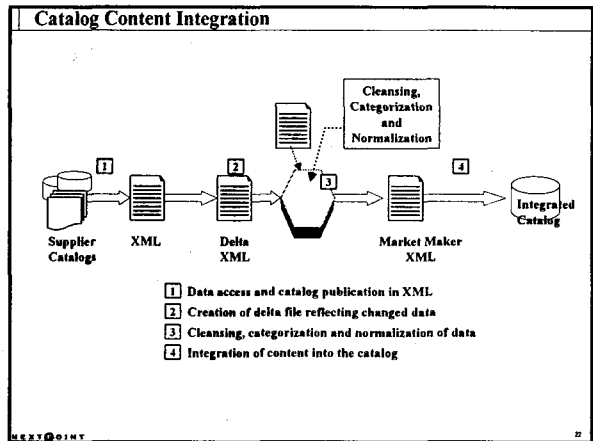 Catalog Content Integration
Cleansing,
Categorization
and
Normalization
1
2
3
4
Supplier
Catalogs
XML
Delta
XML
Market Maker
XML
Integrated
Catalog
1 Data access and catalog publication in XML
2 Creation of delta file reflecting changed data
3 Cleansing, categorization and normalization of data
4 Integration of content into the catalog
NEXTPOINT
22